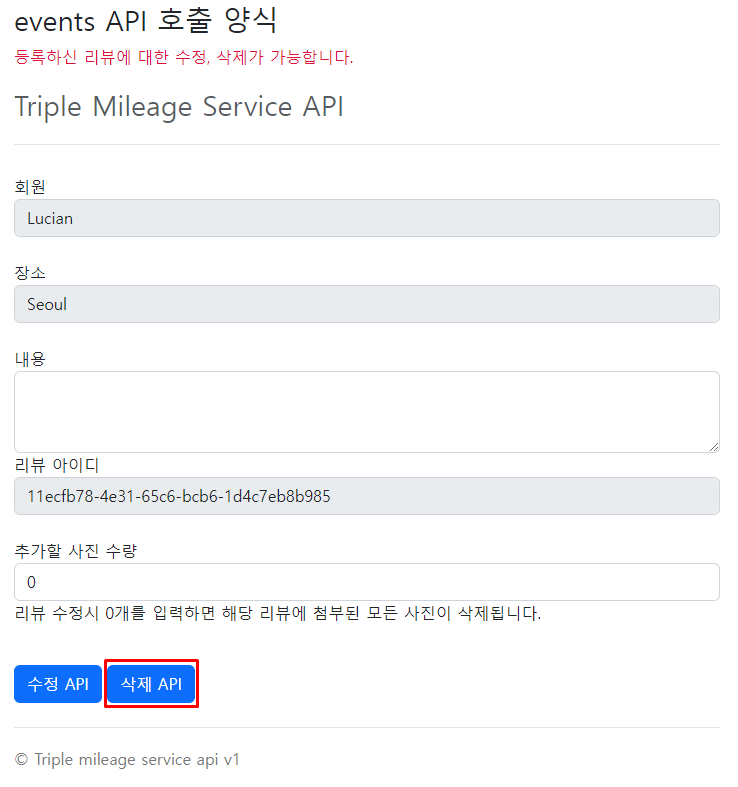 events API 호출 양식
등록하신 리뷰에 대한 수정, 삭제가 가능합니다.
Triple Mileage Service API
회원
Lucian
장소
Seoul
내용
리뷰 아이디
11ecfb78-4e31-65c6-bcb6-1d4c7eb8b985
추가할 사진 수량
0
리뷰 수정시 0개를 입력하면 해당 리뷰에 첨부된 모든 사진이 삭제됩니다.
수정 API 삭제 API
© Triple mileage service api v1